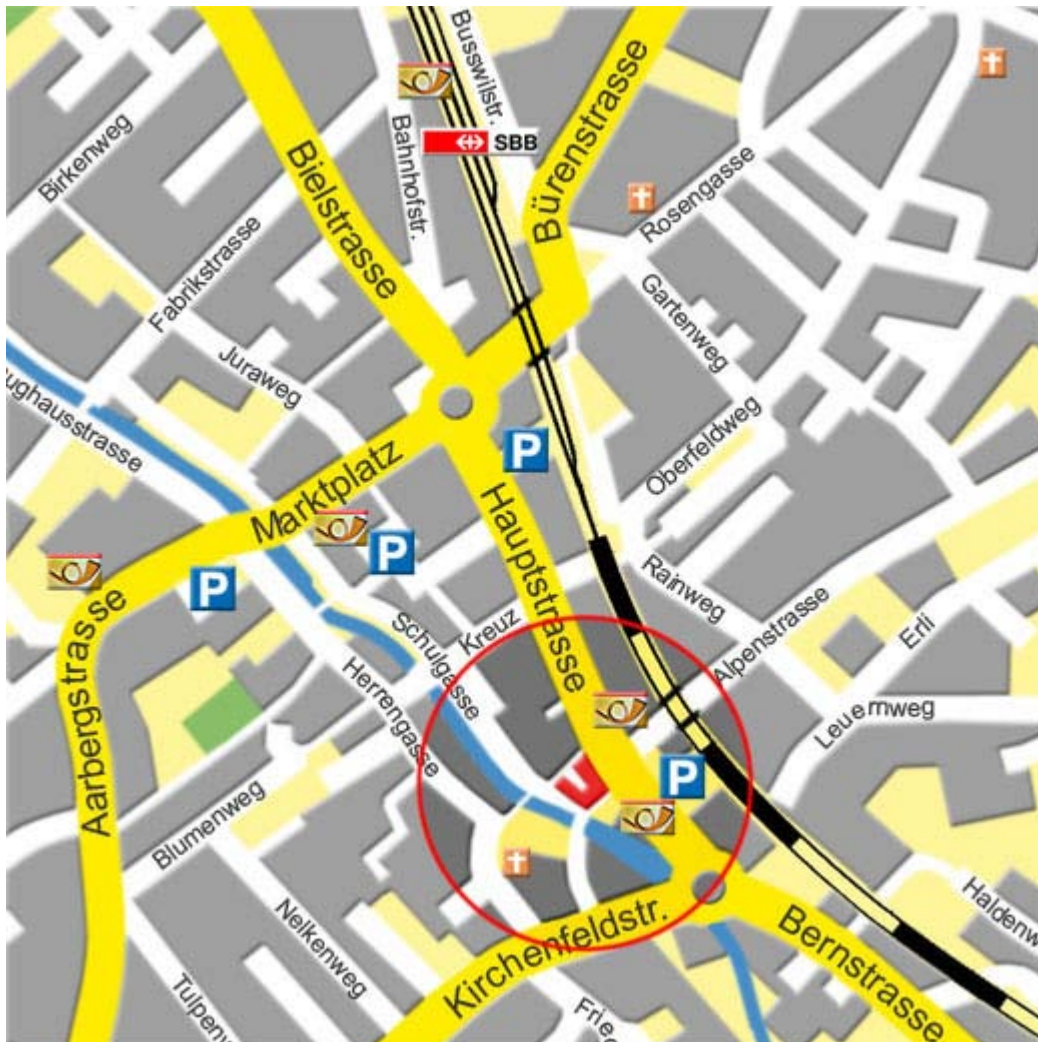 Busswilstr.
SBB
Bahnhofstr.
Birkenweg
Bielstrasse
Bürenstrasse
Rosengasse
Fabrikstrasse
Gartenweg
Juraweg
ughausstrasse
Marktplatz
P
Oberfeldweg
Hauptstrasse
P
P
Rainweg
Aarbergstrasse
Kreuz
Alpenstrasse
Erli
Schulgasse
Herrengasse
Leuernweg
P
Blumenweg
Nelkenweg
Kirchenfeldstr.
Bernstrasse
Haldenw
Tulpenw
Frie